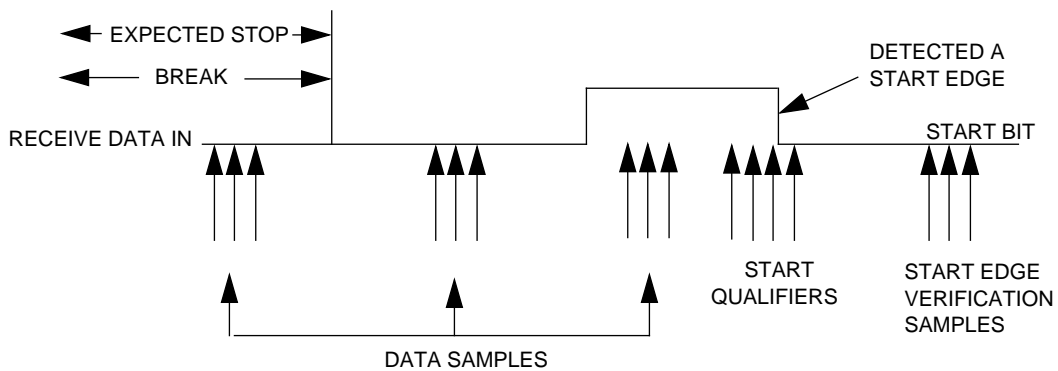 EXPECTED STOP
BREAK
DETECTED A
START EDGE
RECEIVE DATA IN
START BIT
START
QUALIFIERS
START EDGE
VERIFICATION
SAMPLES
DATA SAMPLES